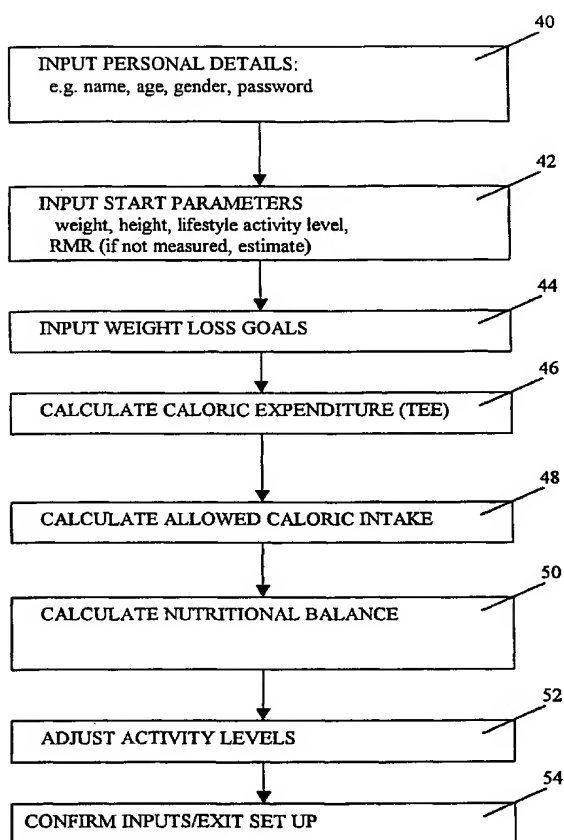 40
INPUT PERSONAL DETAILS:
e.g. name, age, gender, password
42
INPUT START PARAMETERS
weight, height, lifestyle activity level,
RMR (if not measured, estimate)
44
INPUT WEIGHT LOSS GOALS
46
CALCULATE CALORIC EXPENDITURE (TEE)
48
CALCULATE ALLOWED CALORIC INTAKE
50
CALCULATE NUTRITIONAL BALANCE
52
ADJUST ACTIVITY LEVELS
54
CONFIRM INPUTS/EXIT SET UP